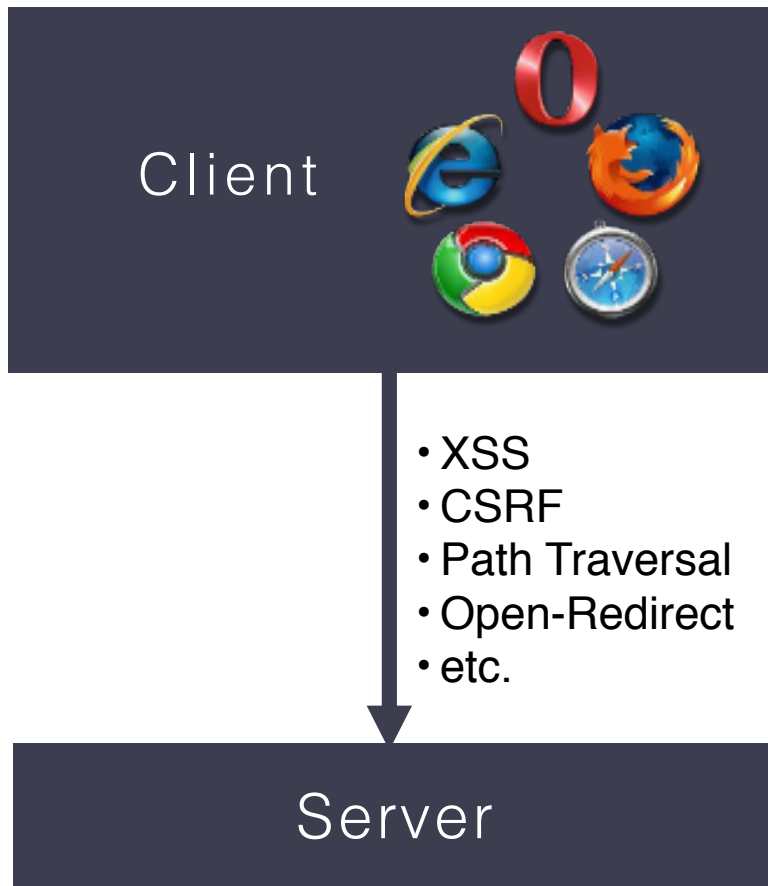 Client
• XSS
• CSRF
• Path Traversal
• Open-Redirect
• etc.
Server